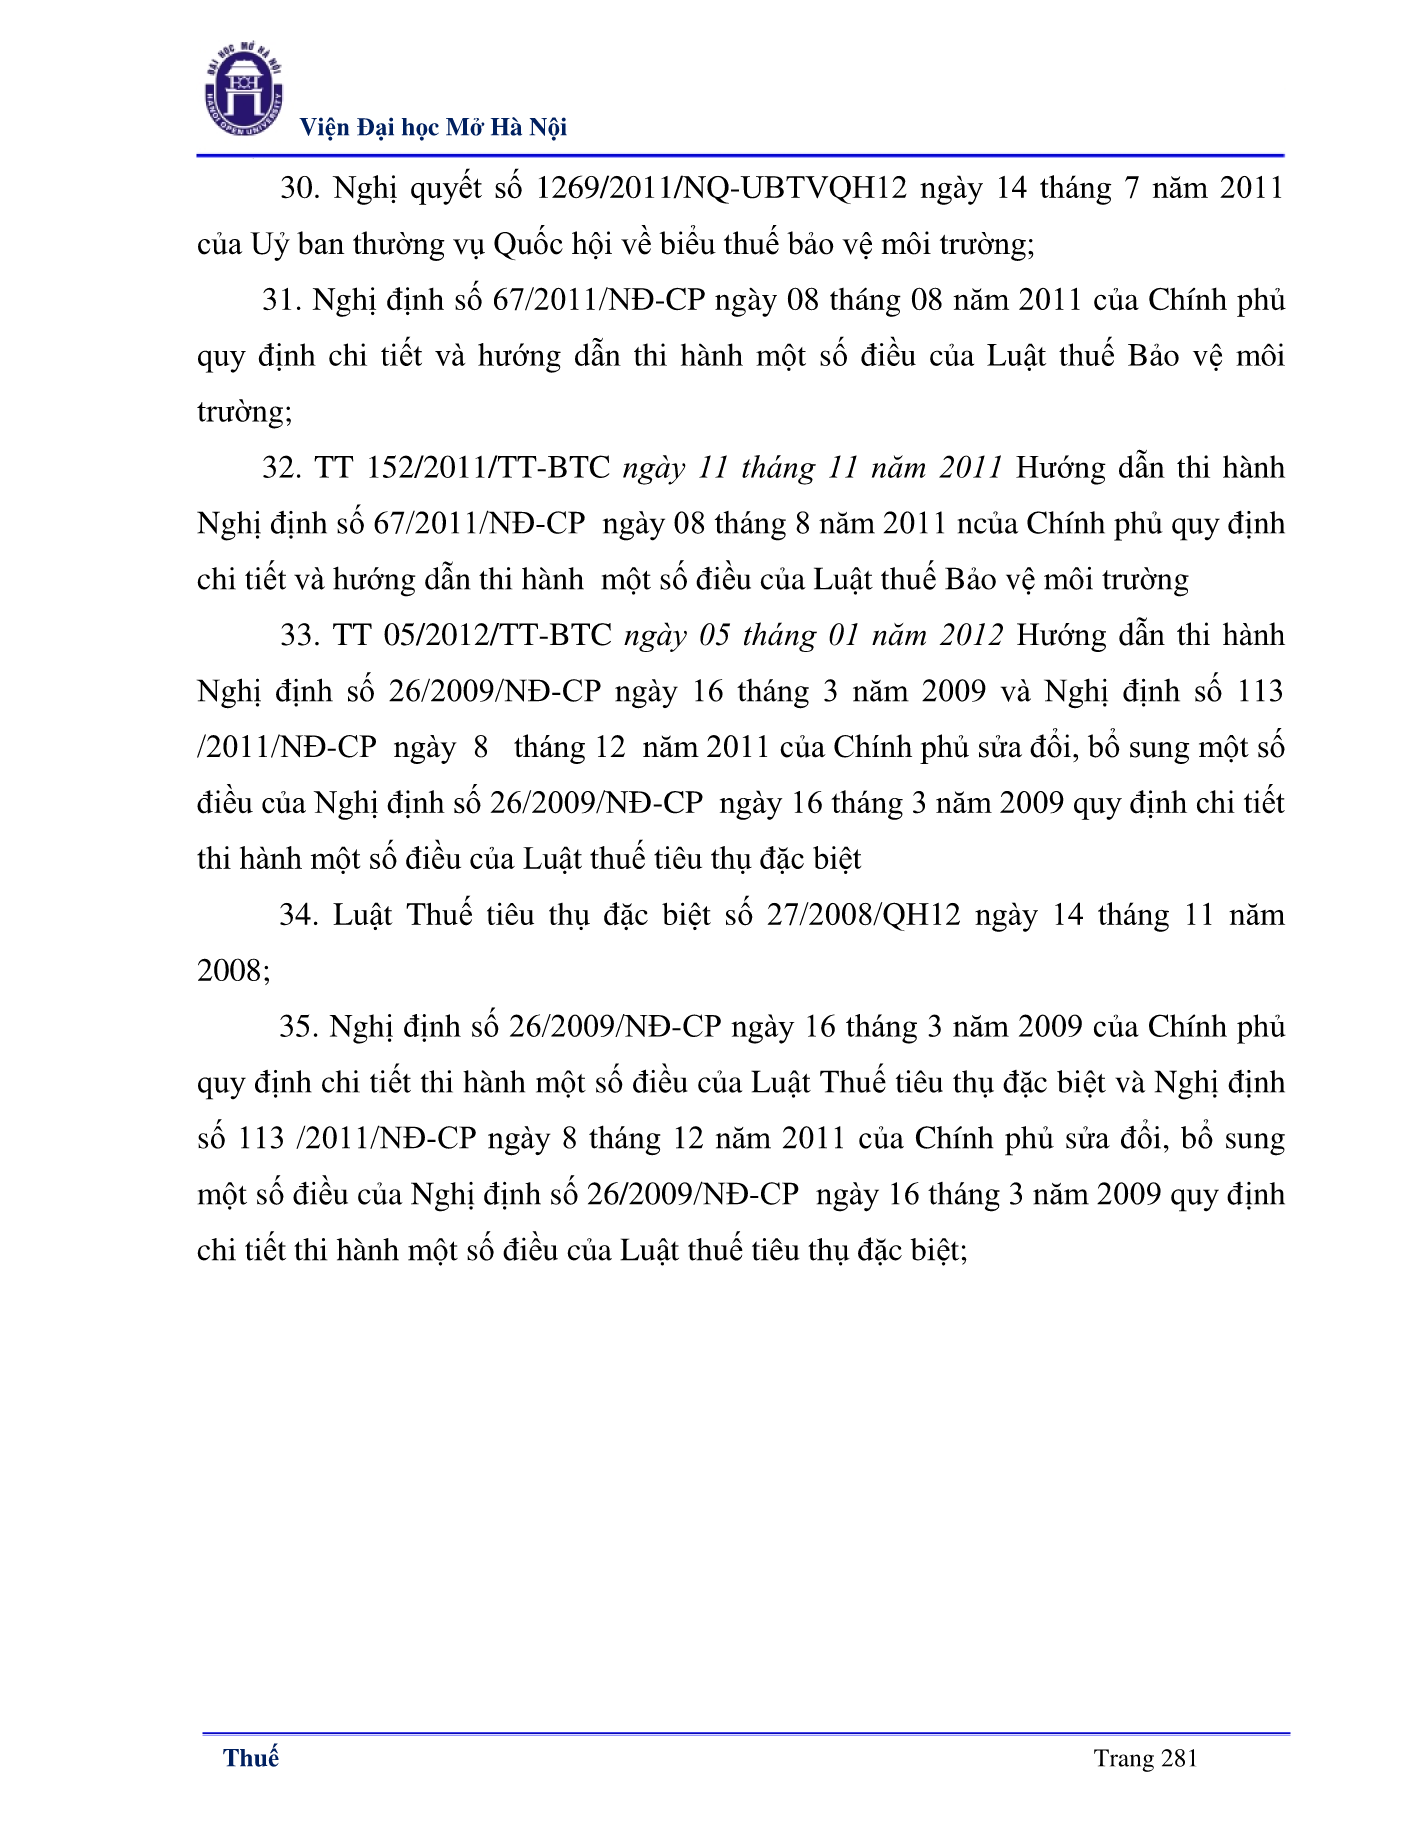 ĐẠI HỌC MỞ HÀ NỘI
HANOI OPEN UNIVERSITY
Viện Đại học Mở Hà Nội
30. Nghị quyết số 1269/2011/NQ-UBTVQH12 ngày 14 tháng 7 năm 2011
của Uỷ ban thường vụ Quốc hội về biểu thuế bảo vệ môi trường;
31. Nghị định số 67/2011/NĐ-CP ngày 08 tháng 08 năm 2011 của Chính phủ
quy định chi tiết và hướng dẫn thi hành một số điều của Luật thuế Bảo vệ môi
trường;
32. TT 152/2011/TT-BTC ngày 11 tháng 11 năm 2011 Hướng dẫn thi hành
Nghị định số 67/2011/NĐ-CP  ngày 08 tháng 8 năm 2011 ncủa Chính phủ quy định
chi tiết và hướng dẫn thi hành  một số điều của Luật thuế Bảo vệ môi trường
33. TT 05/2012/TT-BTC ngày 05 tháng 01 năm 2012 Hướng dẫn thi hành
Nghị định số 26/2009/NĐ-CP ngày 16 tháng 3 năm 2009 và Nghị định số 113
/2011/NĐ-CP  ngày  8   tháng 12  năm 2011 của Chính phủ sửa đổi, bổ sung một số
điều của Nghị định số 26/2009/NĐ-CP  ngày 16 tháng 3 năm 2009 quy định chi tiết
thi hành một số điều của Luật thuế tiêu thụ đặc biệt
34. Luật Thuế tiêu thụ đặc biệt số 27/2008/QH12 ngày 14 tháng 11 năm
2008;
35. Nghị định số 26/2009/NĐ-CP ngày 16 tháng 3 năm 2009 của Chính phủ
quy định chi tiết thi hành một số điều của Luật Thuế tiêu thụ đặc biệt và Nghị định
số 113 /2011/NĐ-CP ngày 8 tháng 12 năm 2011 của Chính phủ sửa đổi, bổ sung
một số điều của Nghị định số 26/2009/NĐ-CP  ngày 16 tháng 3 năm 2009 quy định
chi tiết thi hành một số điều của Luật thuế tiêu thụ đặc biệt;
Thuế
Trang 281